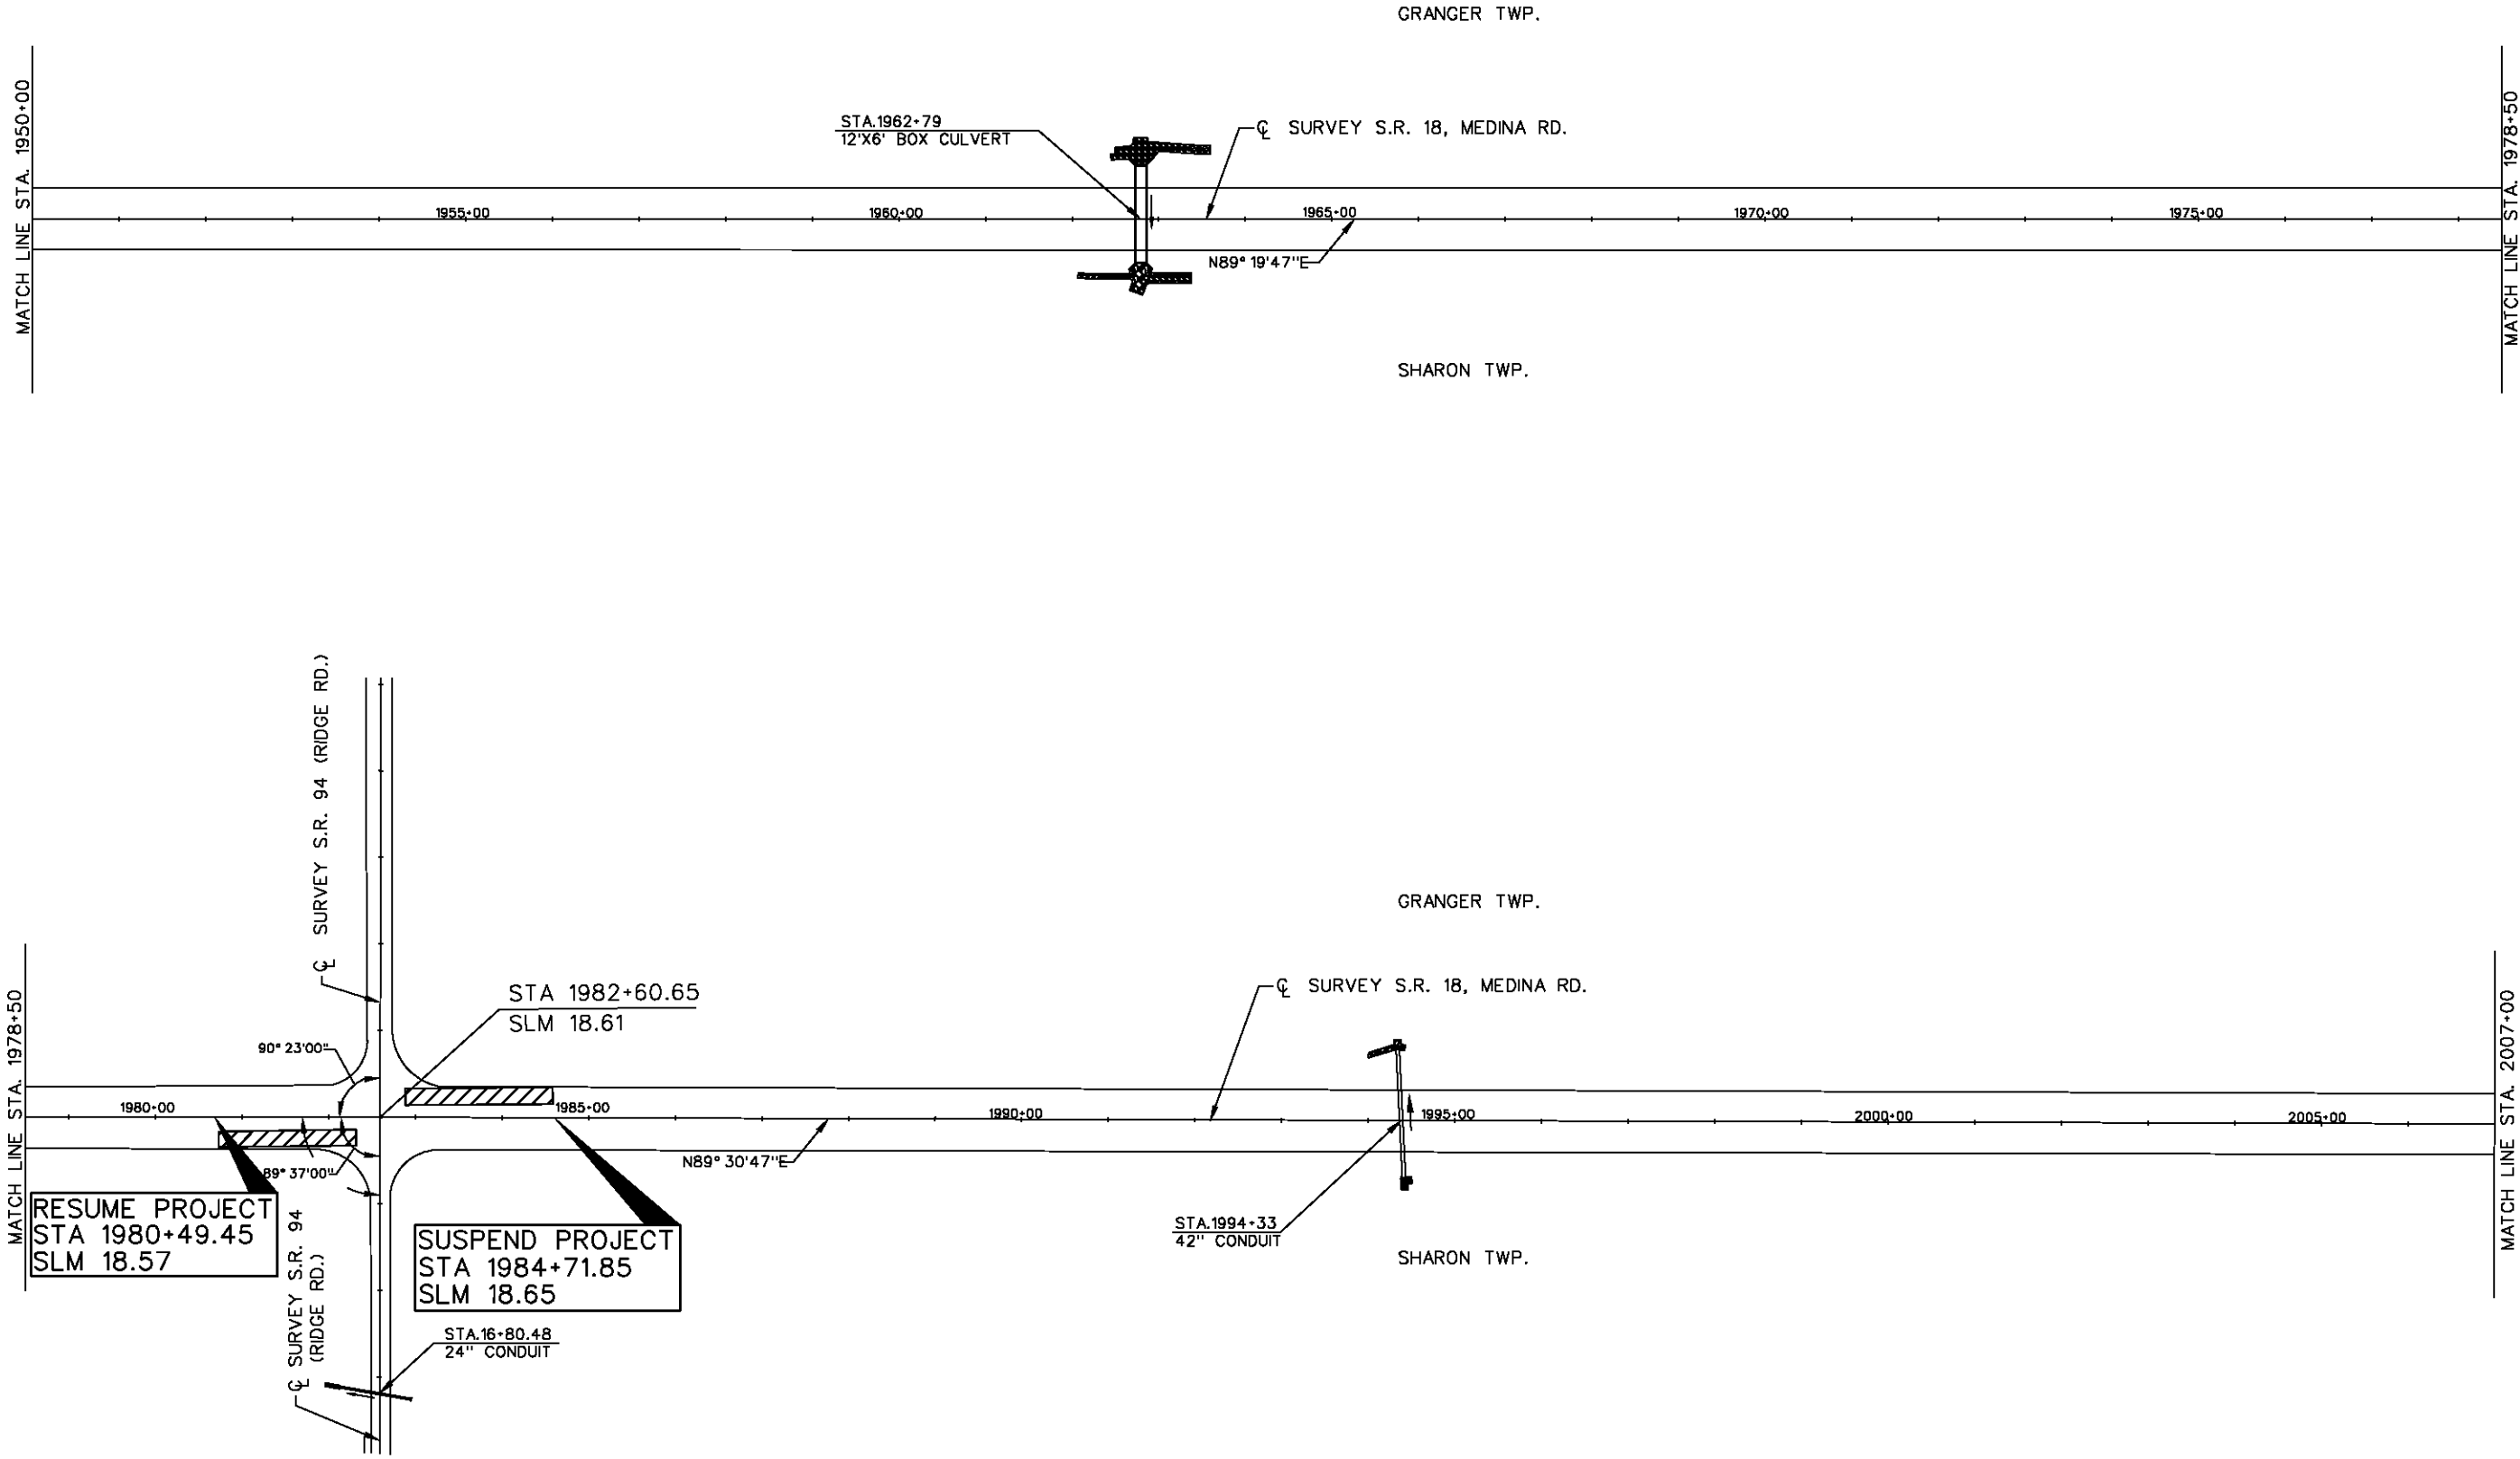 GRANGER TWP.
MATCH LINE STA. 1950+00
STA.1962+79
12'X6' BOX CULVERT
℄ SURVEY S.R. 18, MEDINA RD.
MATCH LINE STA. 1978+50
1955+00
1960+00
1965+00
1970+00
1975+00
N89° 19'47"E
SHARON TWP.
℄ SURVEY S.R. 94 (RIDGE RD.)
GRANGER TWP.
MATCH LINE STA. 1978+50
STA 1982+60.65
SLM 18.61
℄ SURVEY S.R. 18, MEDINA RD.
MATCH LINE STA. 2007+00
90° 23'00"
1980+00
1985+00
1990+00
1995+00
2000+00
2005+00
89° 37'00"
N89° 30'47"E
RESUME PROJECT
STA 1980+49.45
SLM 18.57
SUSPEND PROJECT
STA 1984+71.85
SLM 18.65
STA.1994+33
42" CONDUIT
SHARON TWP.
℄ SURVEY S.R. 94
(RIDGE RD.)
STA.16+80.48
24" CONDUIT